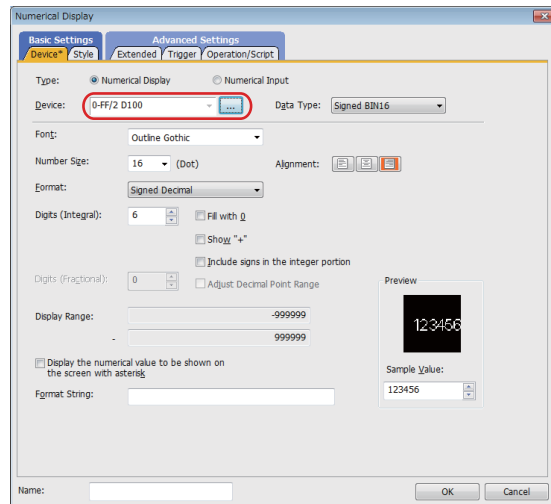 Numerical Display
Basic Settings
Advanced Settings
Device* Style Extended Trigger Operation/Script
Type: Numerical Display Numerical Input
Device: 0-FF/2 D100 ... Data Type: Signed BIN16
Font: Outline Gothic
Number Size: 16 (Dot) Alignment:
Format: Signed Decimal
Digits (Integral): 6 Fill with 0
Show "+"
Include signs in the integer portion
Digits (Fractional): 0 Adjust Decimal Point Range
Preview
Display Range: -999999
123456
- 999999
Display the numerical value to be shown on
the screen with asterisk
Sample Value:
123456
Format String:
Name:
OK Cancel